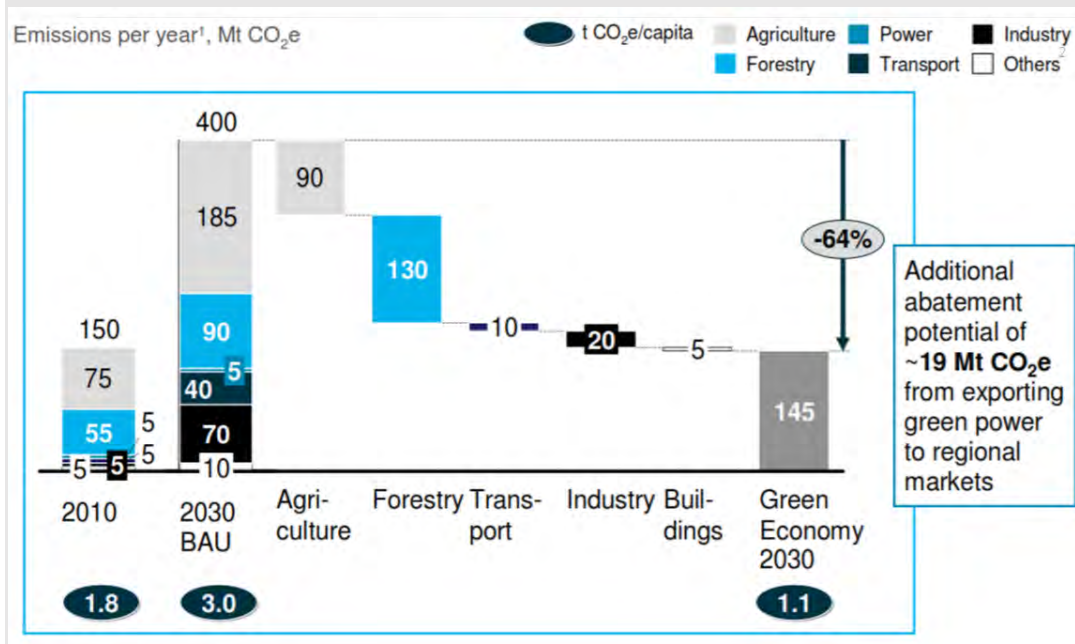 Emissions per year¹, Mt CO₂e
t CO₂e/capita
Agriculture
Power
Industry
Forestry
Transport
Others²
400
185
90
5
40
70
10
150
75
55
5
5
5
5
90
130
10
20
5
145
-64%
Additional
abatement
potential of
~19 Mt CO₂e
from exporting
green power
to regional
markets
2010
2030
BAU
Agri-
culture
Forestry
Trans-
port
Industry
Buil-
dings
Green
Economy
2030
1.8
3.0
1.1